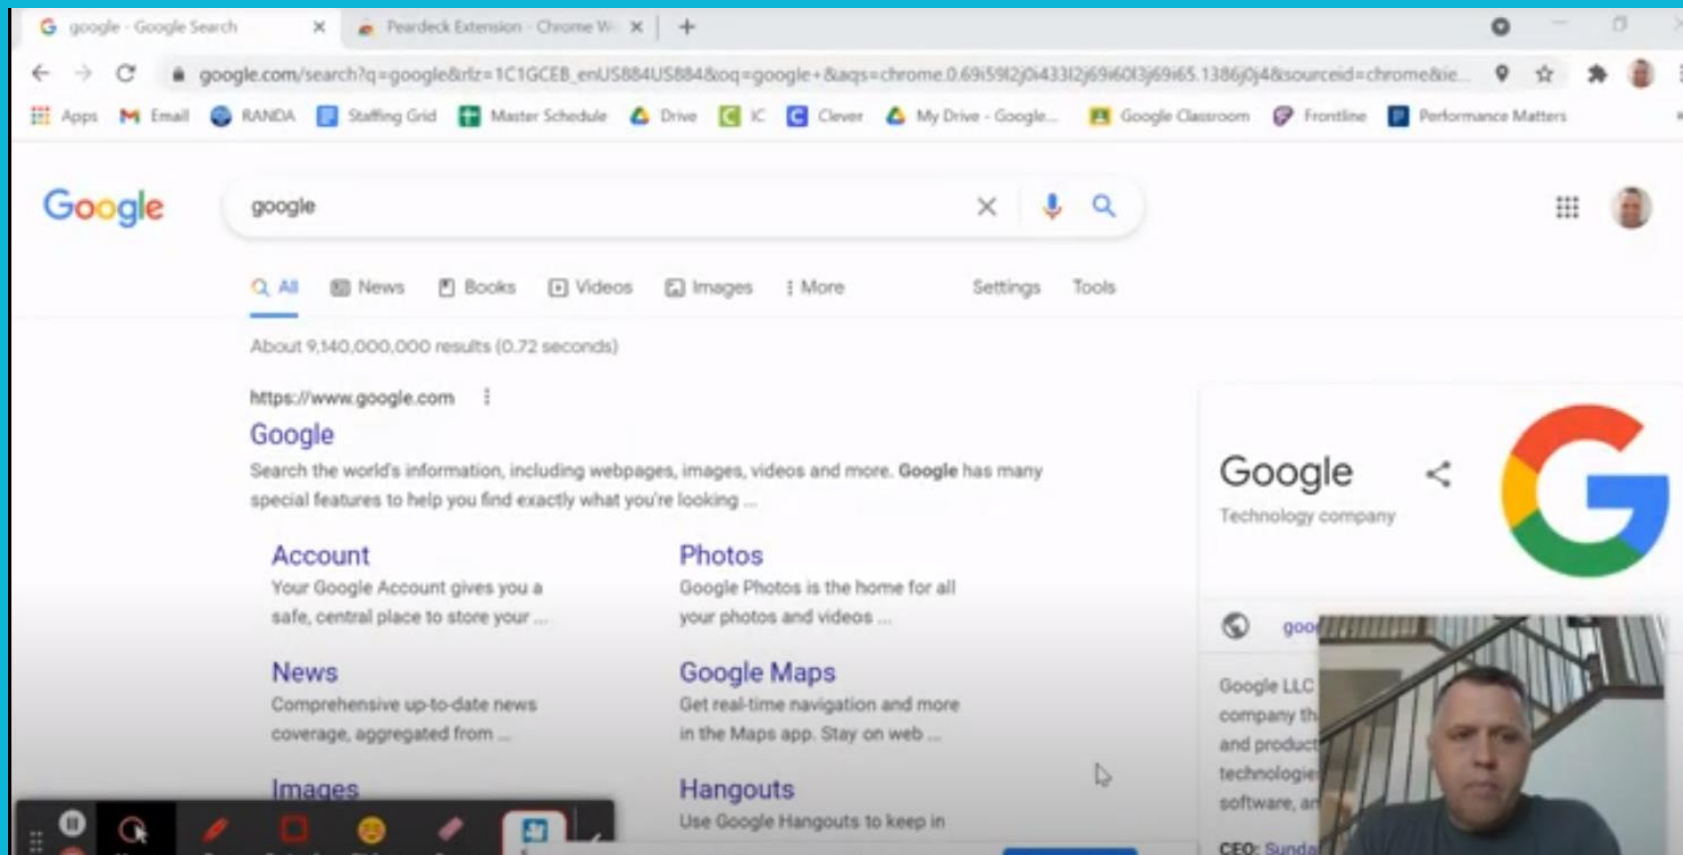 google - Google Search
Peardeck Extension - Chrome W
google.com/search?q=google&rlz=1C1GCEB_enUS884US884&oq=google+&aqs=chrome.0.69i59l2j0i433l2j69i60l3j69i65.1386j0j4&sourceid=chrome&ie...
Apps Email RANDA Staffing Grid Master Schedule Drive IC Clever My Drive - Google... Google Classroom Frontline Performance Matters
Google google
All News Books Videos Images More Settings Tools
About 9,140,000,000 results (0.72 seconds)
https://www.google.com
Google
Search the world's information, including webpages, images, videos and more. Google has many
special features to help you find exactly what you're looking ...
Account
Your Google Account gives you a
safe, central place to store your ...
Photos
Google Photos is the home for all
your photos and videos ...
News
Comprehensive up-to-date news
coverage, aggregated from ...
Google Maps
Get real-time navigation and more
in the Maps app. Stay on web ...
Images
Hangouts
Use Google Hangouts to keep in
Google
Technology company
goo
Google LLC
company th
and product
technologie
software, an
CEO: Sunda